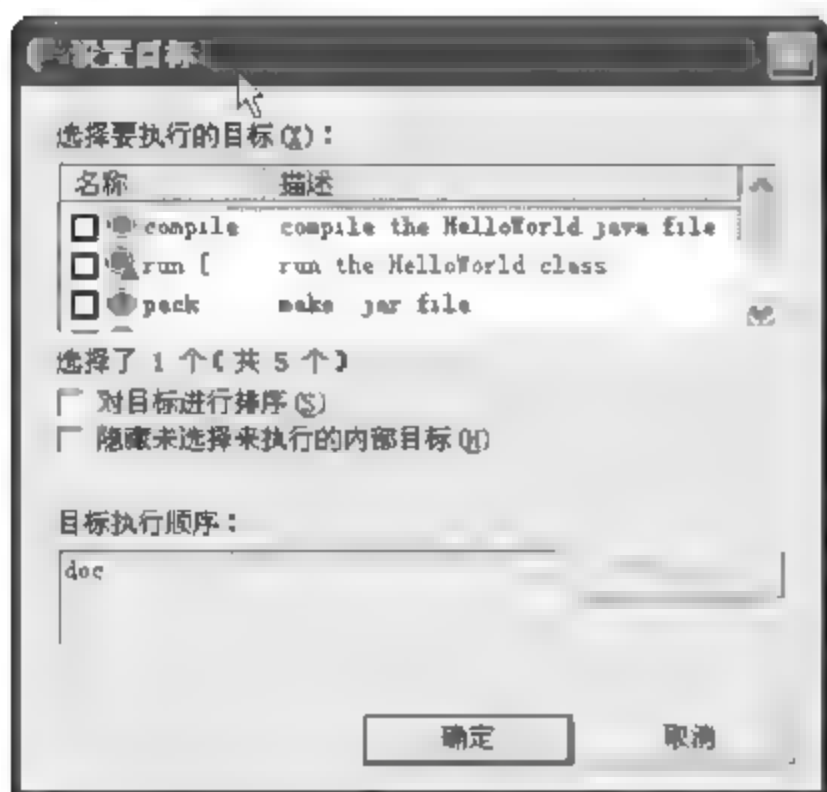 设置目标
选择要执行的目标(X):
名称 描述
compile compile the HelloWorld java file
run [ run the HelloWorld class
pack make jar file
选择了 1 个(共 5 个)
对目标进行排序(S)
隐藏未选择来执行的内部目标(H)
目标执行顺序:
doc
确定 取消